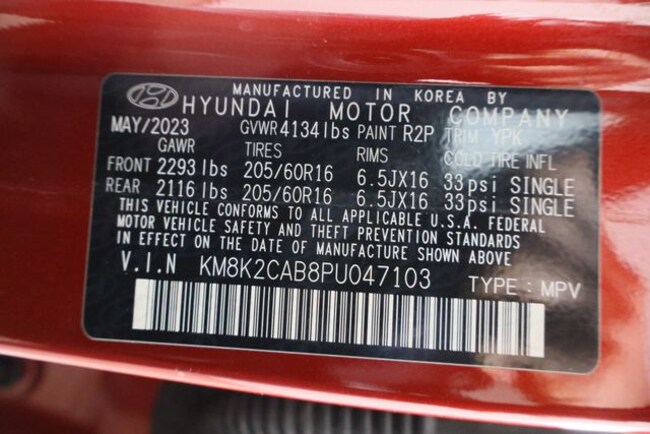 MANUFACTURED IN KOREA BY
HYUNDAI MOTOR COMPANY
MAY/2023 GVWR 4134 lbs PAINT R2P TRIM YPK
GAWR TIRES RIMS COLD TIRE INFL
FRONT 2293 lbs 205/60R16 6.5JX16 33psi SINGLE
REAR 2116 lbs 205/60R16 6.5JX16 33psi SINGLE
THIS VEHICLE CONFORMS TO ALL APPLICABLE U.S.A. FEDERAL
MOTOR VEHICLE SAFETY AND THEFT PREVENTION STANDARDS
IN EFFECT ON THE DATE OF MANUFACTURE SHOWN ABOVE
V.I.N KM8K2CAB8PU047103 TYPE : MPV